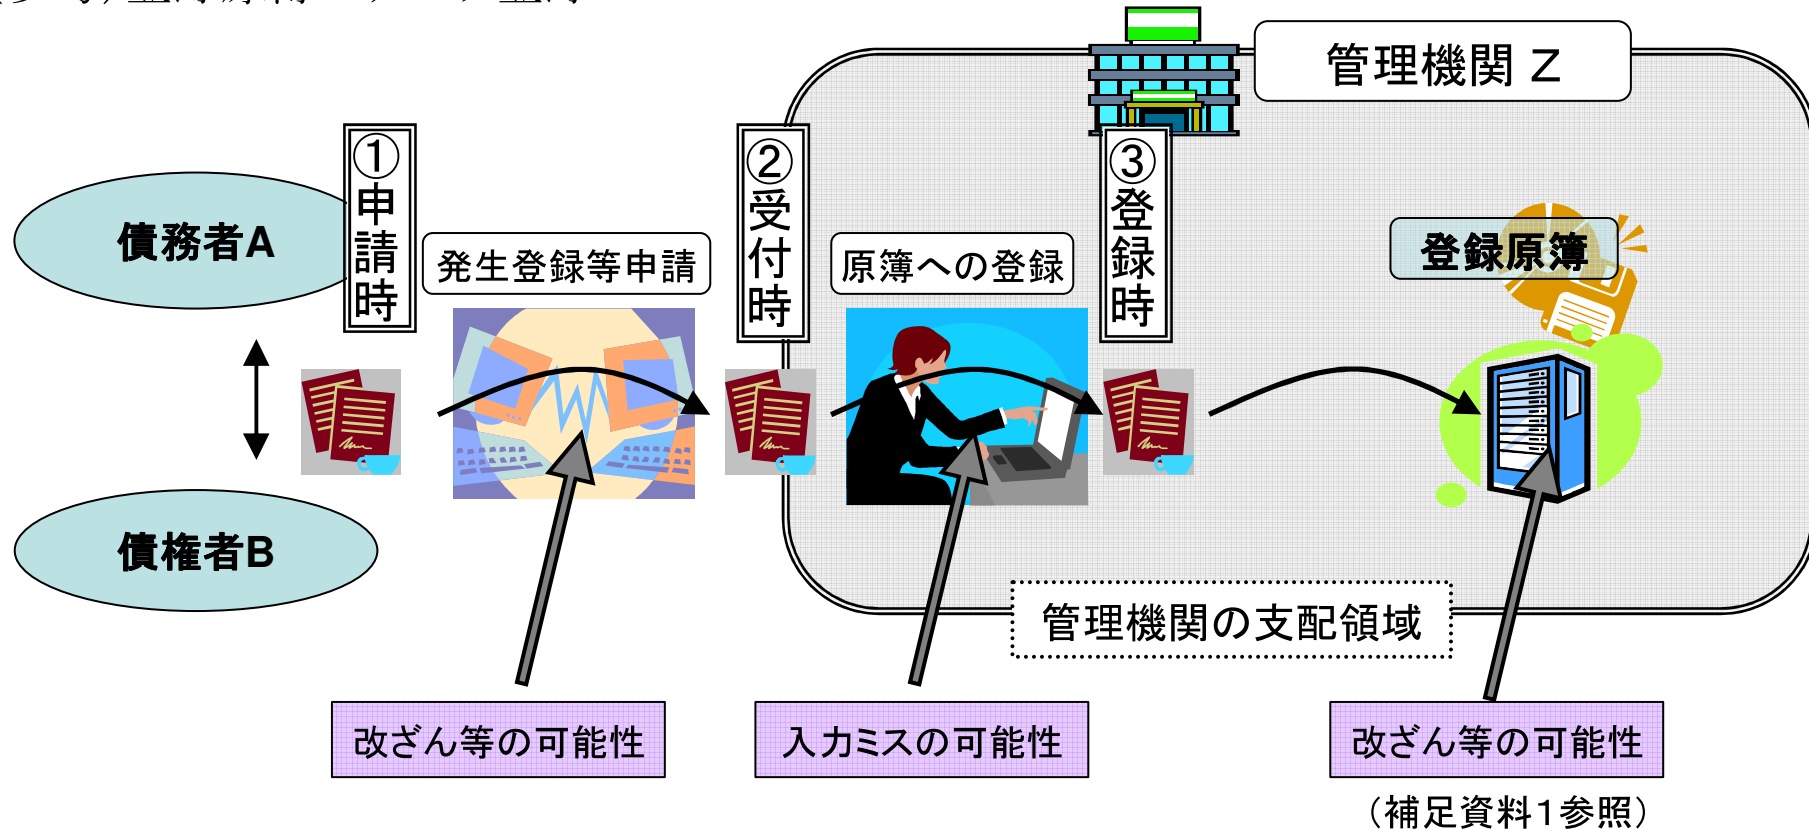 管理機関 Z
①申請時
②受付時
③登録時
債務者A
発生登録等申請
原簿への登録
登録原簿
債権者B
管理機関の支配領域
改ざん等の可能性
入力ミスの可能性
改ざん等の可能性
（補足資料1参照）